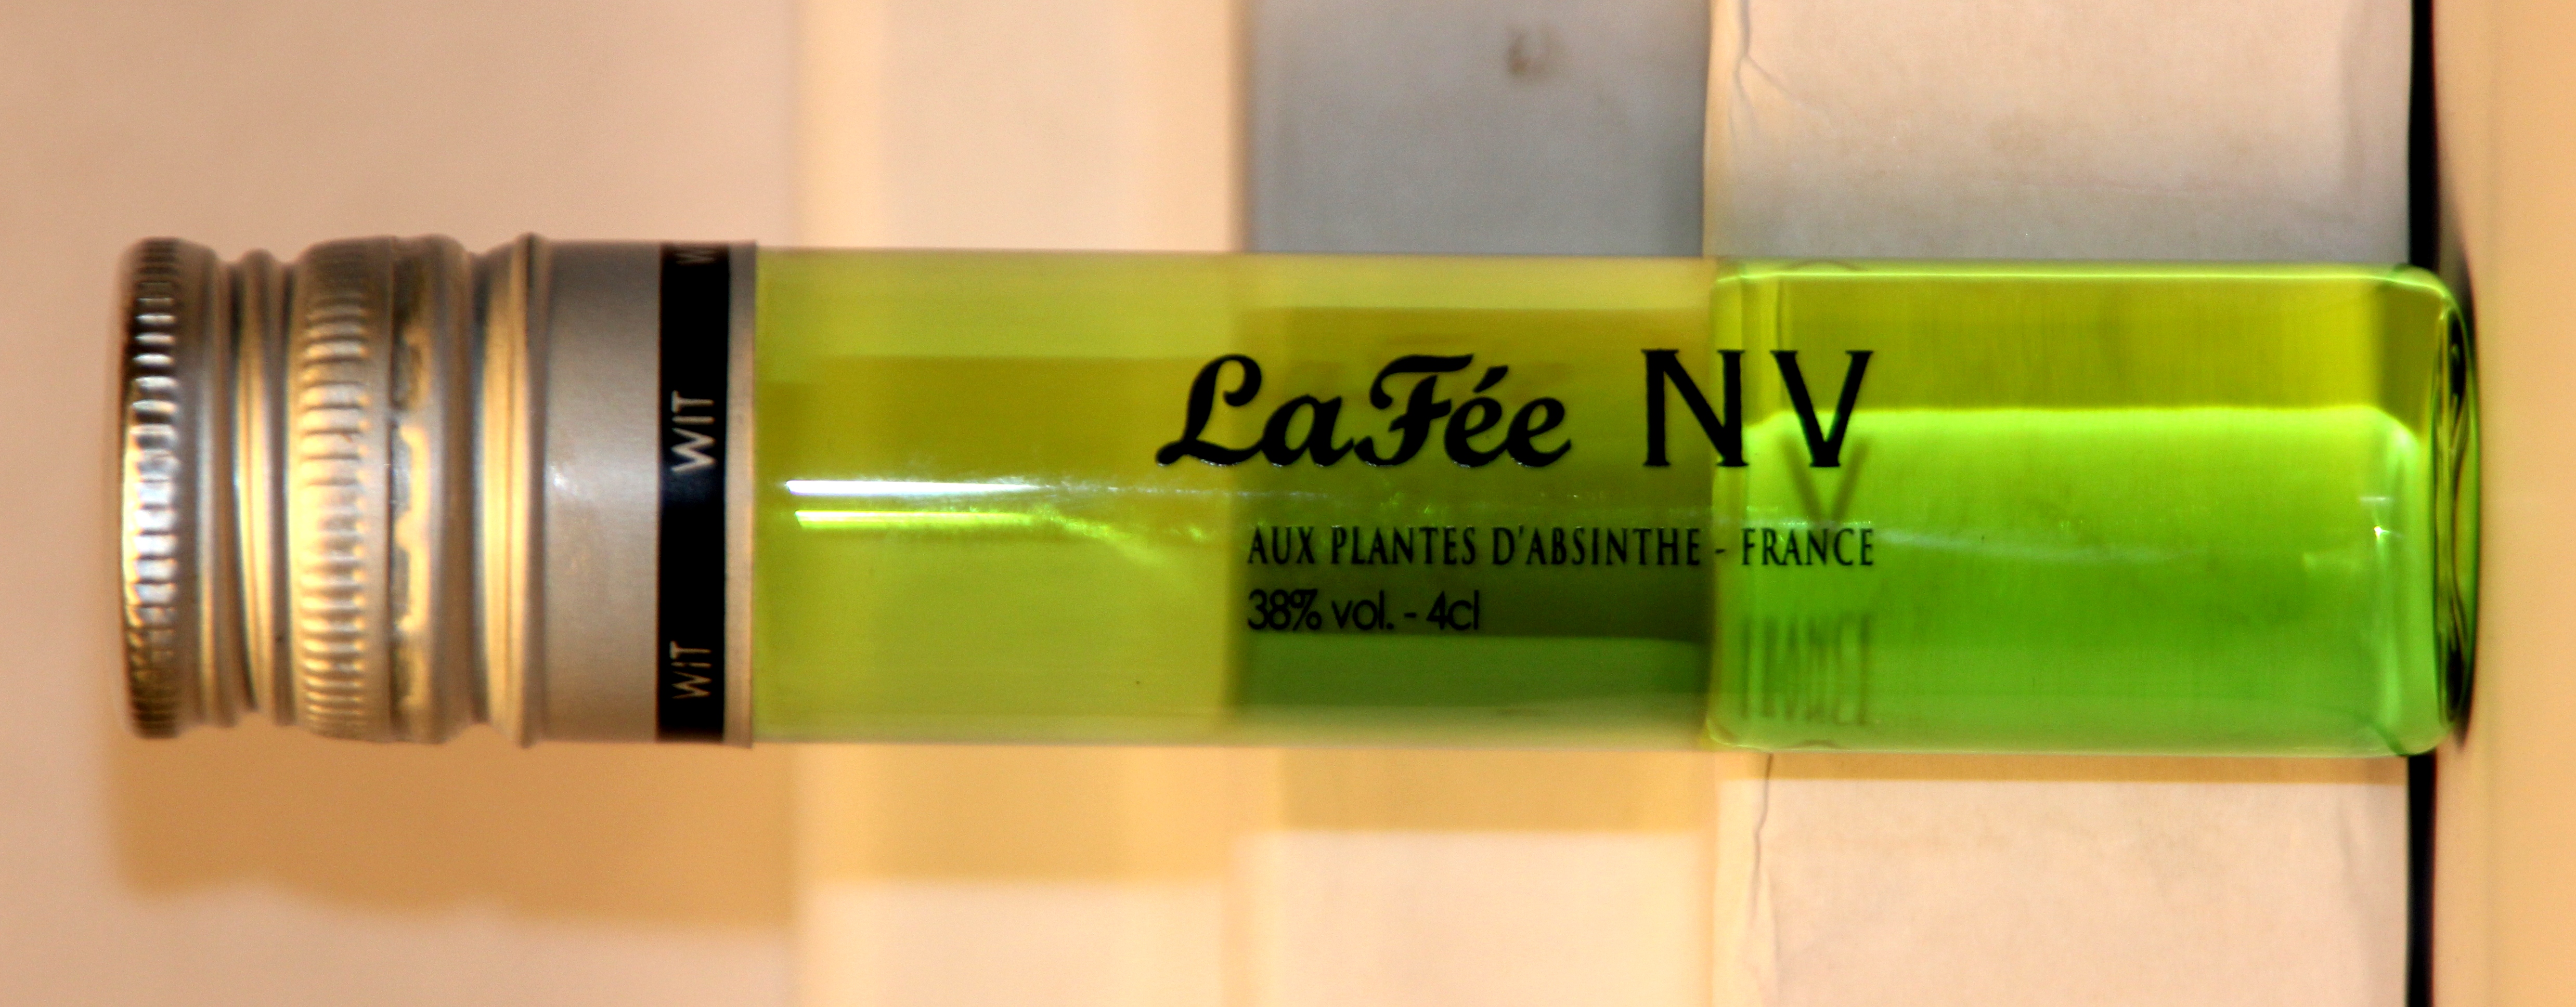 LaFée NV
AUX PLANTES D'ABSINTHE - FRANCE
38% vol. - 4cl
WIT
WIT